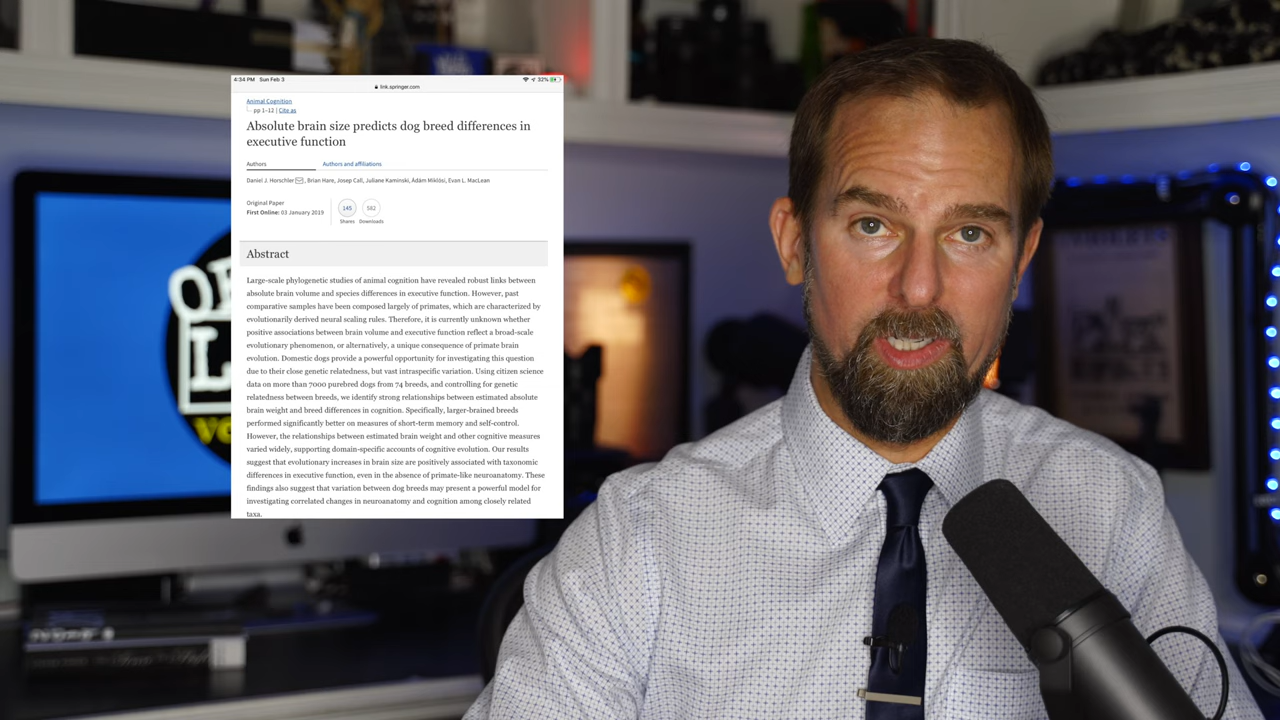 4:34 PM Sun Feb 3
32%
link.springer.com
Animal Cognition
pp 1–12 | Cite as
Absolute brain size predicts dog breed differences in
executive function
Authors
Authors and affiliations
Daniel J. Horschler, Brian Hare, Josep Call, Juliane Kaminski, Ádám Miklósi, Evan L. MacLean
Original Paper
First Online: 03 January 2019
145
Shares
582
Downloads
Abstract
Large-scale phylogenetic studies of animal cognition have revealed robust links between
absolute brain volume and species differences in executive function. However, past
comparative samples have been composed largely of primates, which are characterized by
evolutionarily derived neural scaling rules. Therefore, it is currently unknown whether
positive associations between brain volume and executive function reflect a broad-scale
evolutionary phenomenon, or alternatively, a unique consequence of primate brain
evolution. Domestic dogs provide a powerful opportunity for investigating this question
due to their close genetic relatedness, but vast intraspecific variation. Using citizen science
data on more than 7000 purebred dogs from 74 breeds, and controlling for genetic
relatedness between breeds, we identify strong relationships between estimated absolute
brain weight and breed differences in cognition. Specifically, larger-brained breeds
performed significantly better on measures of short-term memory and self-control.
However, the relationships between estimated brain weight and other cognitive measures
varied widely, supporting domain-specific accounts of cognitive evolution. Our results
suggest that evolutionary increases in brain size are positively associated with taxonomic
differences in executive function, even in the absence of primate-like neuroanatomy. These
findings also suggest that variation between dog breeds may present a powerful model for
investigating correlated changes in neuroanatomy and cognition among closely related
taxa.